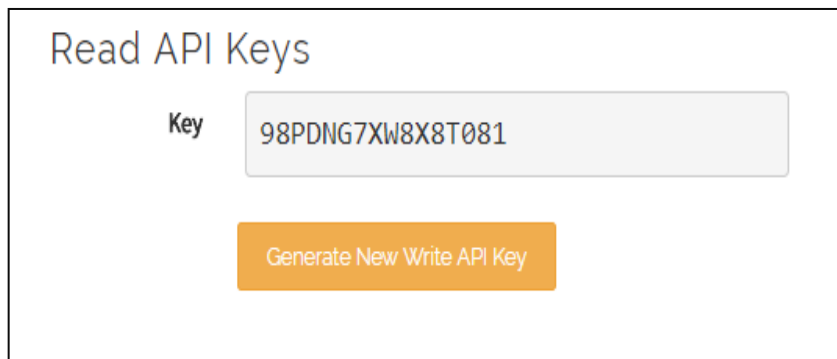 Read API Keys
Key 98PDNG7XW8X8T081
Generate New Write API Key